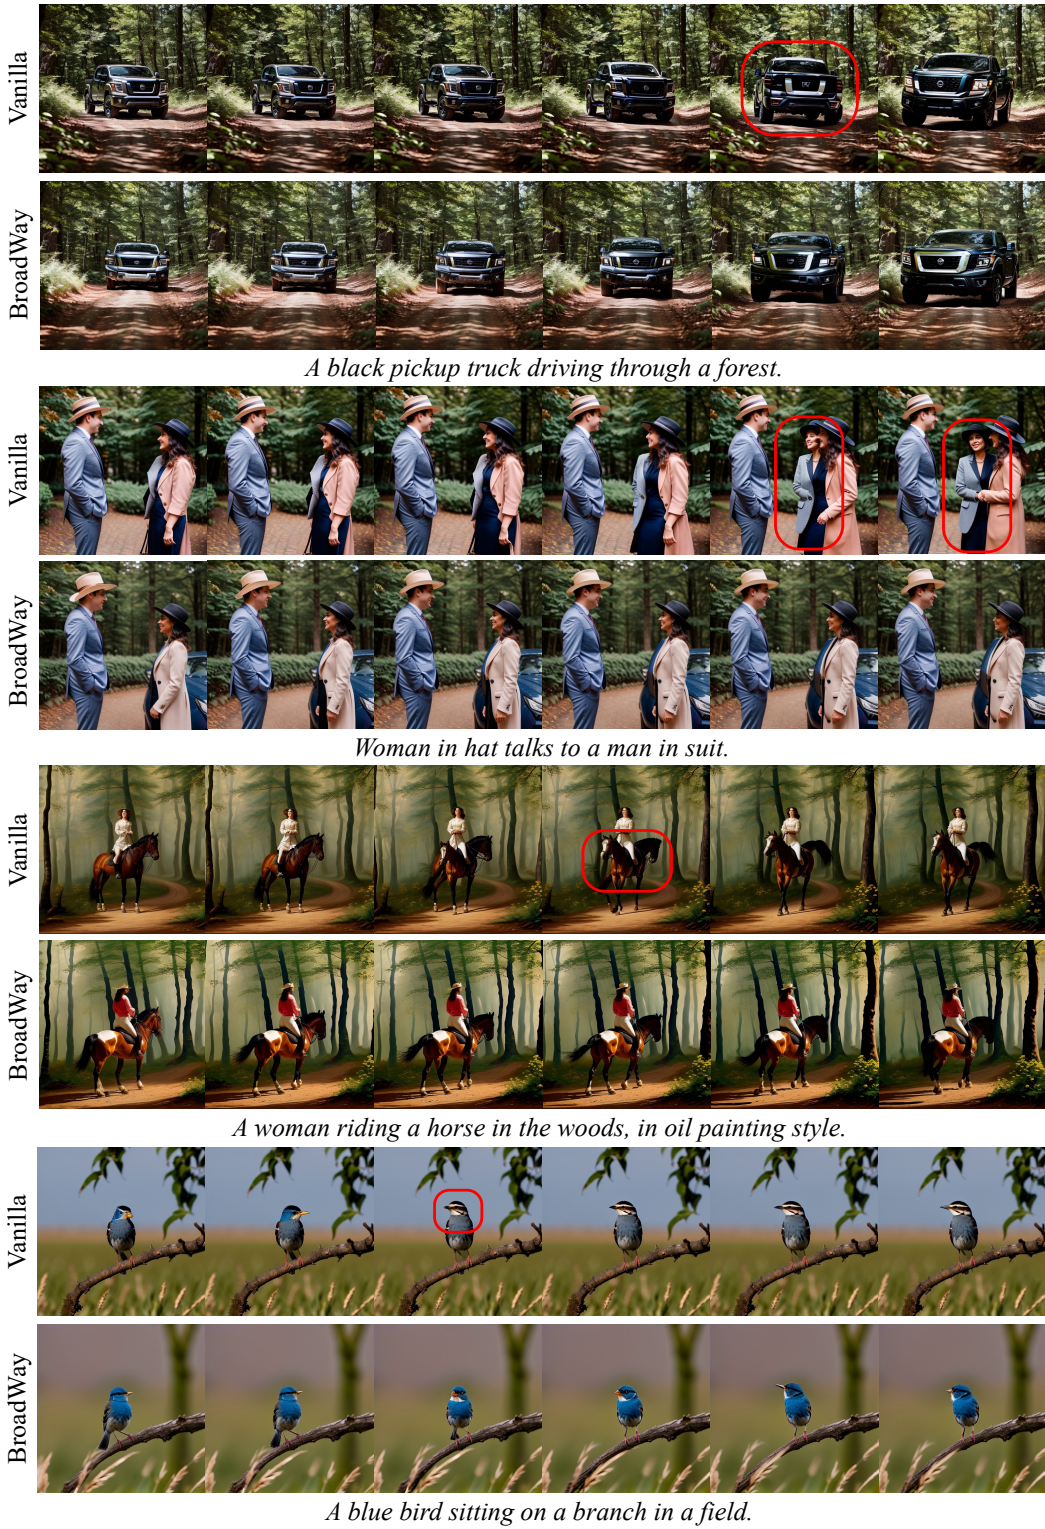 Vanilla
BroadWay
A black pickup truck driving through a forest.
Vanilla
BroadWay
Woman in hat talks to a man in suit.
Vanilla
BroadWay
A woman riding a horse in the woods, in oil painting style.
Vanilla
BroadWay
A blue bird sitting on a branch in a field.